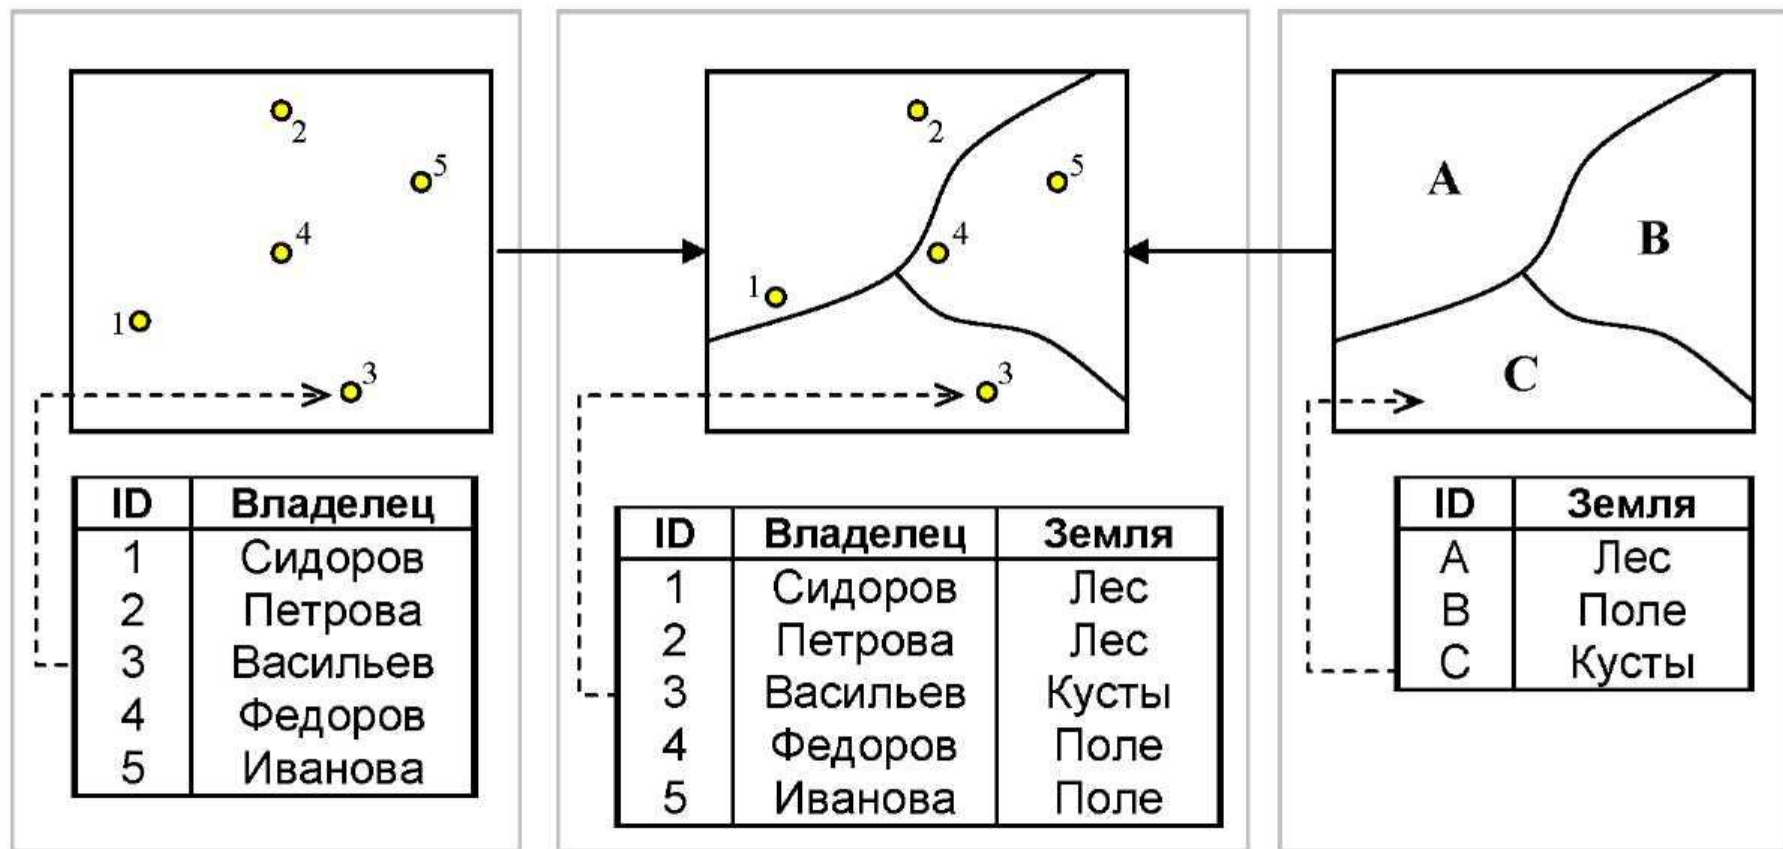 2
5
4
1
3
ID Владелец
1 Сидоров
2 Петрова
3 Васильев
4 Федоров
5 Иванова
2
5
4
1
3
ID Владелец Земля
1 Сидоров Лес
2 Петрова Лес
3 Васильев Кусты
4 Федоров Поле
5 Иванова Поле
A
B
C
ID Земля
A Лес
B Поле
C Кусты